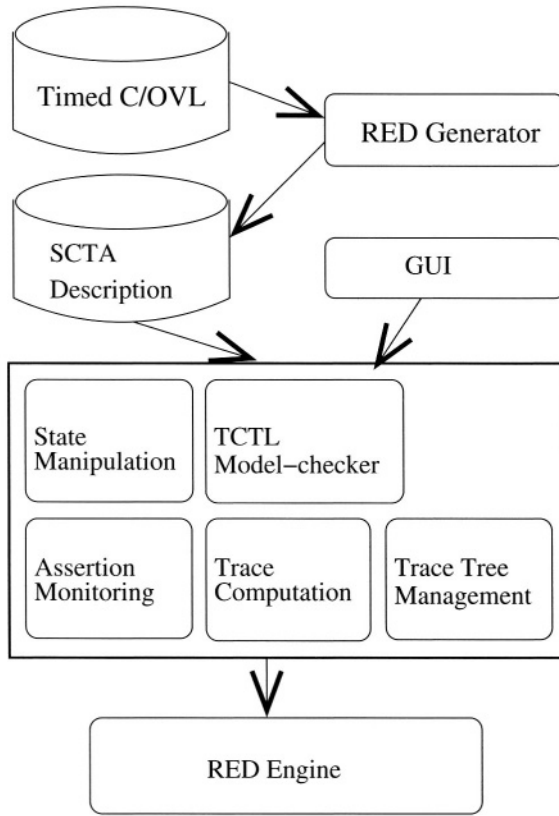 Timed C/OVL
RED Generator
SCTA
Description
GUI
State
Manipulation
TCTL
Model−checker
Assertion
Monitoring
Trace
Computation
Trace Tree
Management
RED Engine